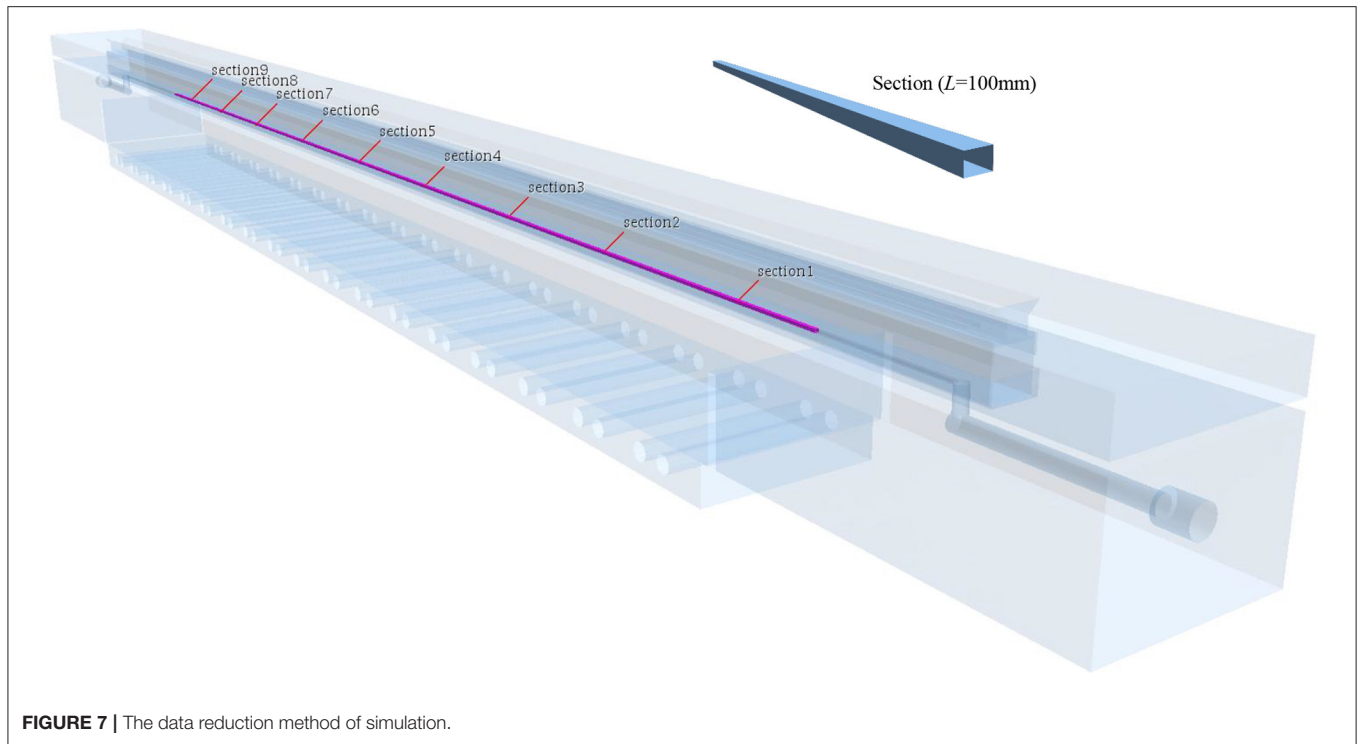 section9
section8
section7
section6
section5
section4
section3
section2
section1
Section (L=100mm)
FIGURE 7 | The data reduction method of simulation.